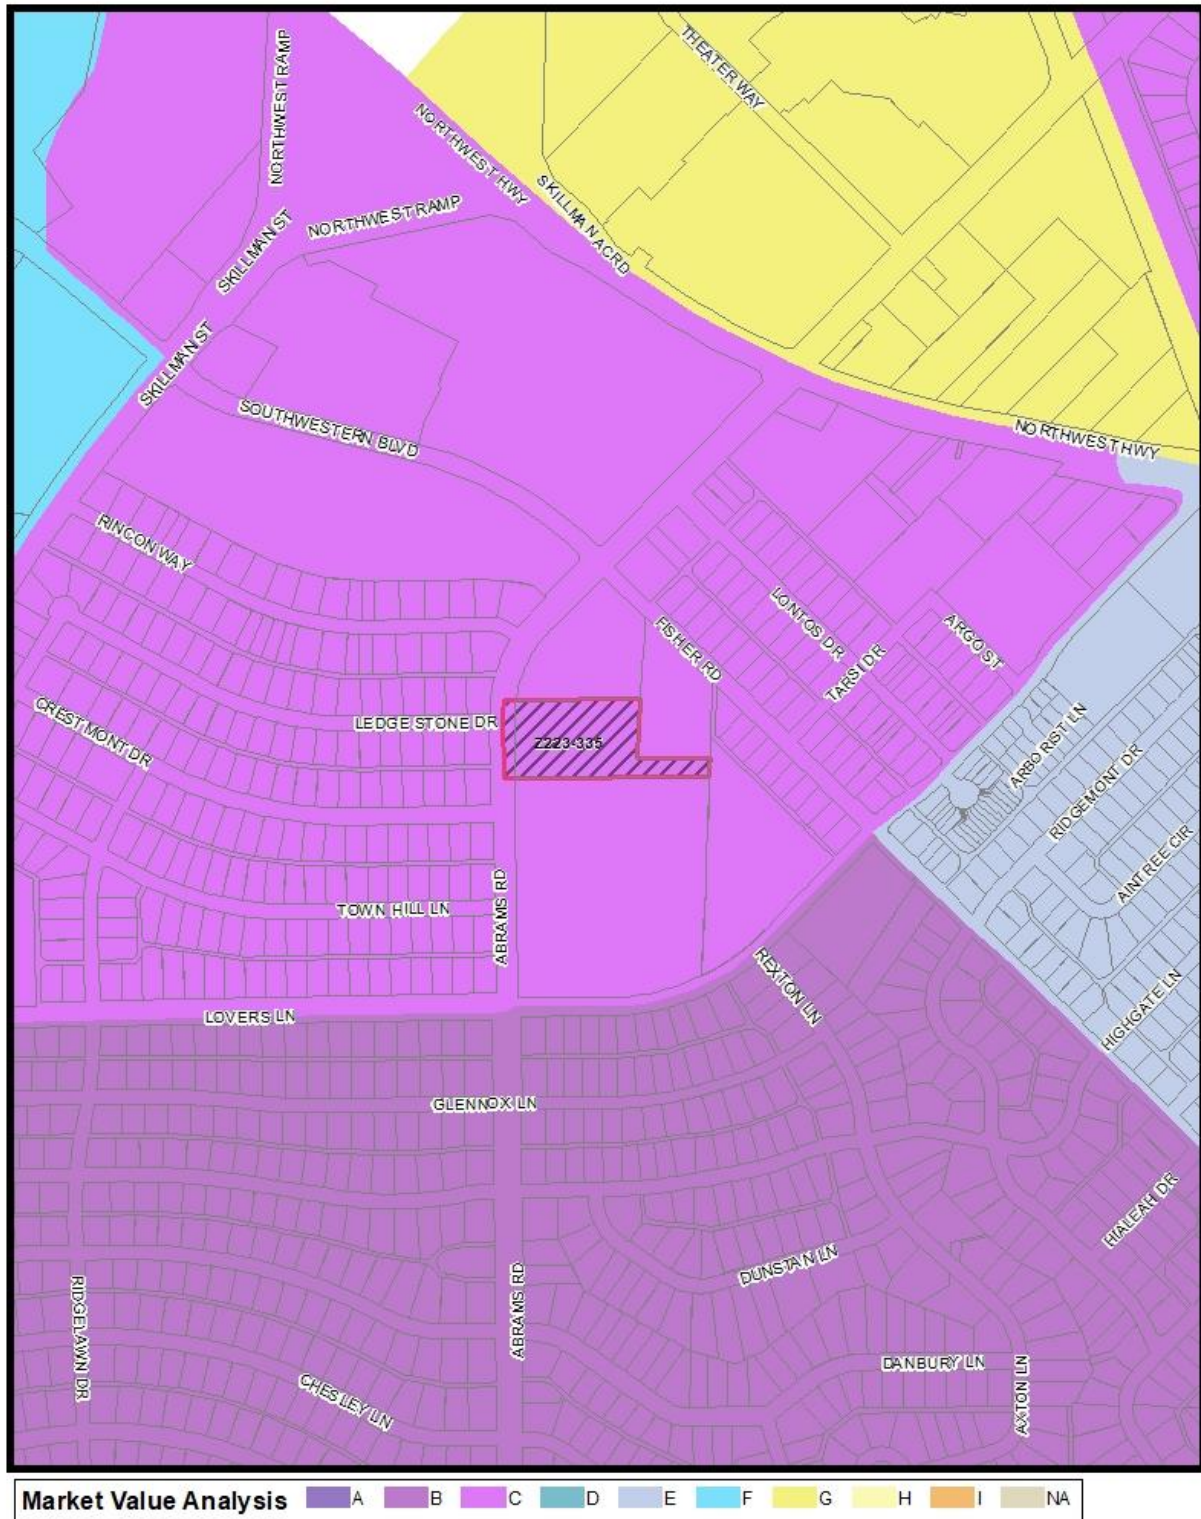 THEATER WAY
NORTHWEST RAMP
NORTHWEST HWY
SKILLMAN ACRD
NORTHWEST RAMP
SKILLMAN ST
SKILLMAN ST
SOUTHWESTERN BLVD
NORTHWEST HWY
RINCON WAY
LONTOS DR
FISHER RD
TARSI DR
ARGO ST
CREST MONT DR
LEDGE STONE DR
Z223-335
ARBORIST LN
RIDGEMONT DR
AINTREE CIR
TOWN HILL LN
ABRAMS RD
REXTON LN
HIGHGATE LN
LOVERS LN
GLENNOX LN
HIALEAH DR
DUNSTAN LN
RIDGELAWN DR
ABRAMS RD
DANBURY LN
AXTON LN
CHESLEY LN
Market Value Analysis A B C D E F G H I NA